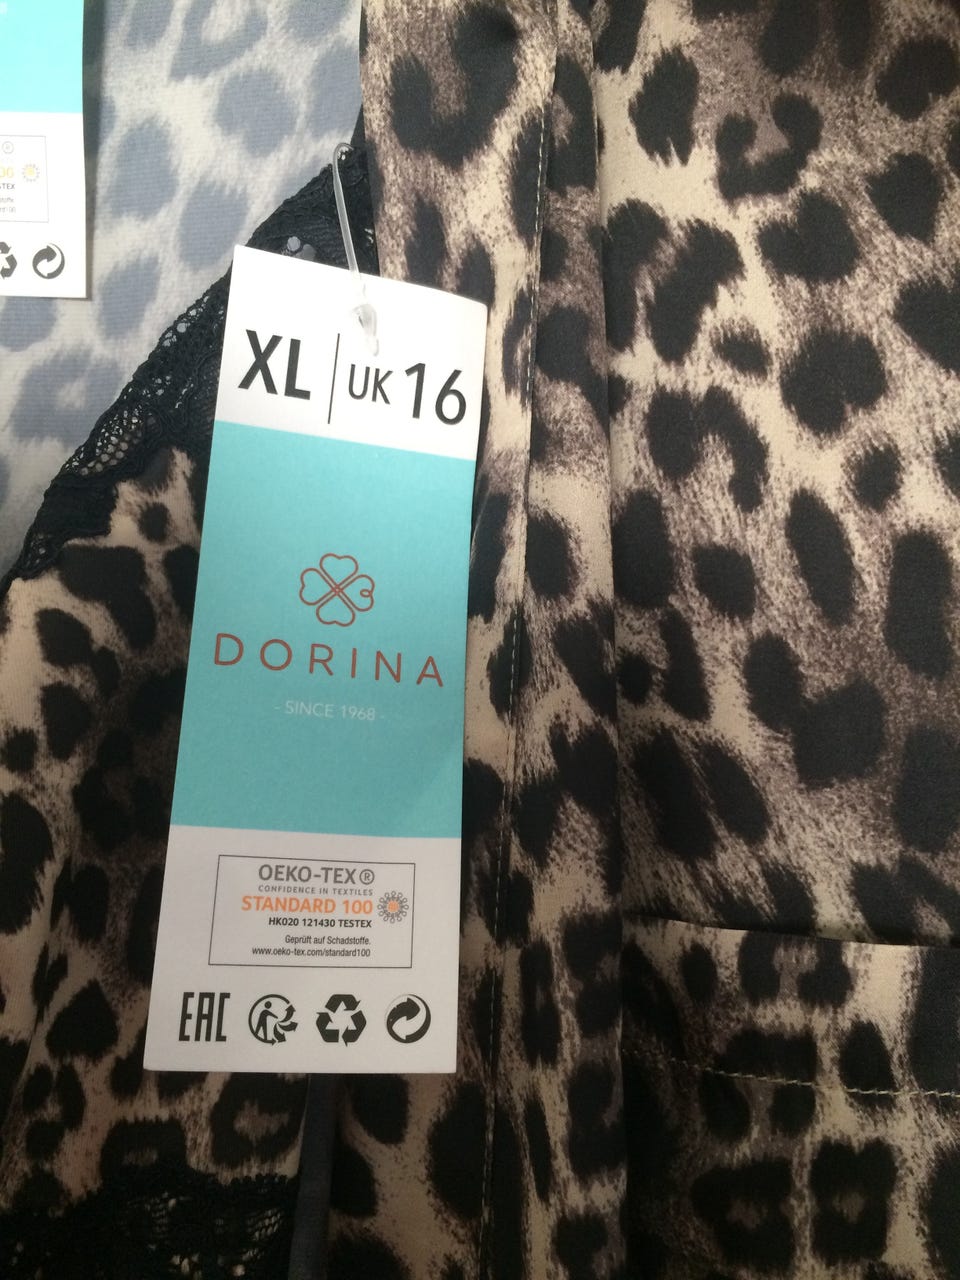 XL | UK 16
DORINA
- SINCE 1968 -
OEKO-TEX®
CONFIDENCE IN TEXTILES
STANDARD 100
HK020 121430 TESTEX
Geprüft auf Schadstoffe.
www.oeko-tex.com/standard100
EAC